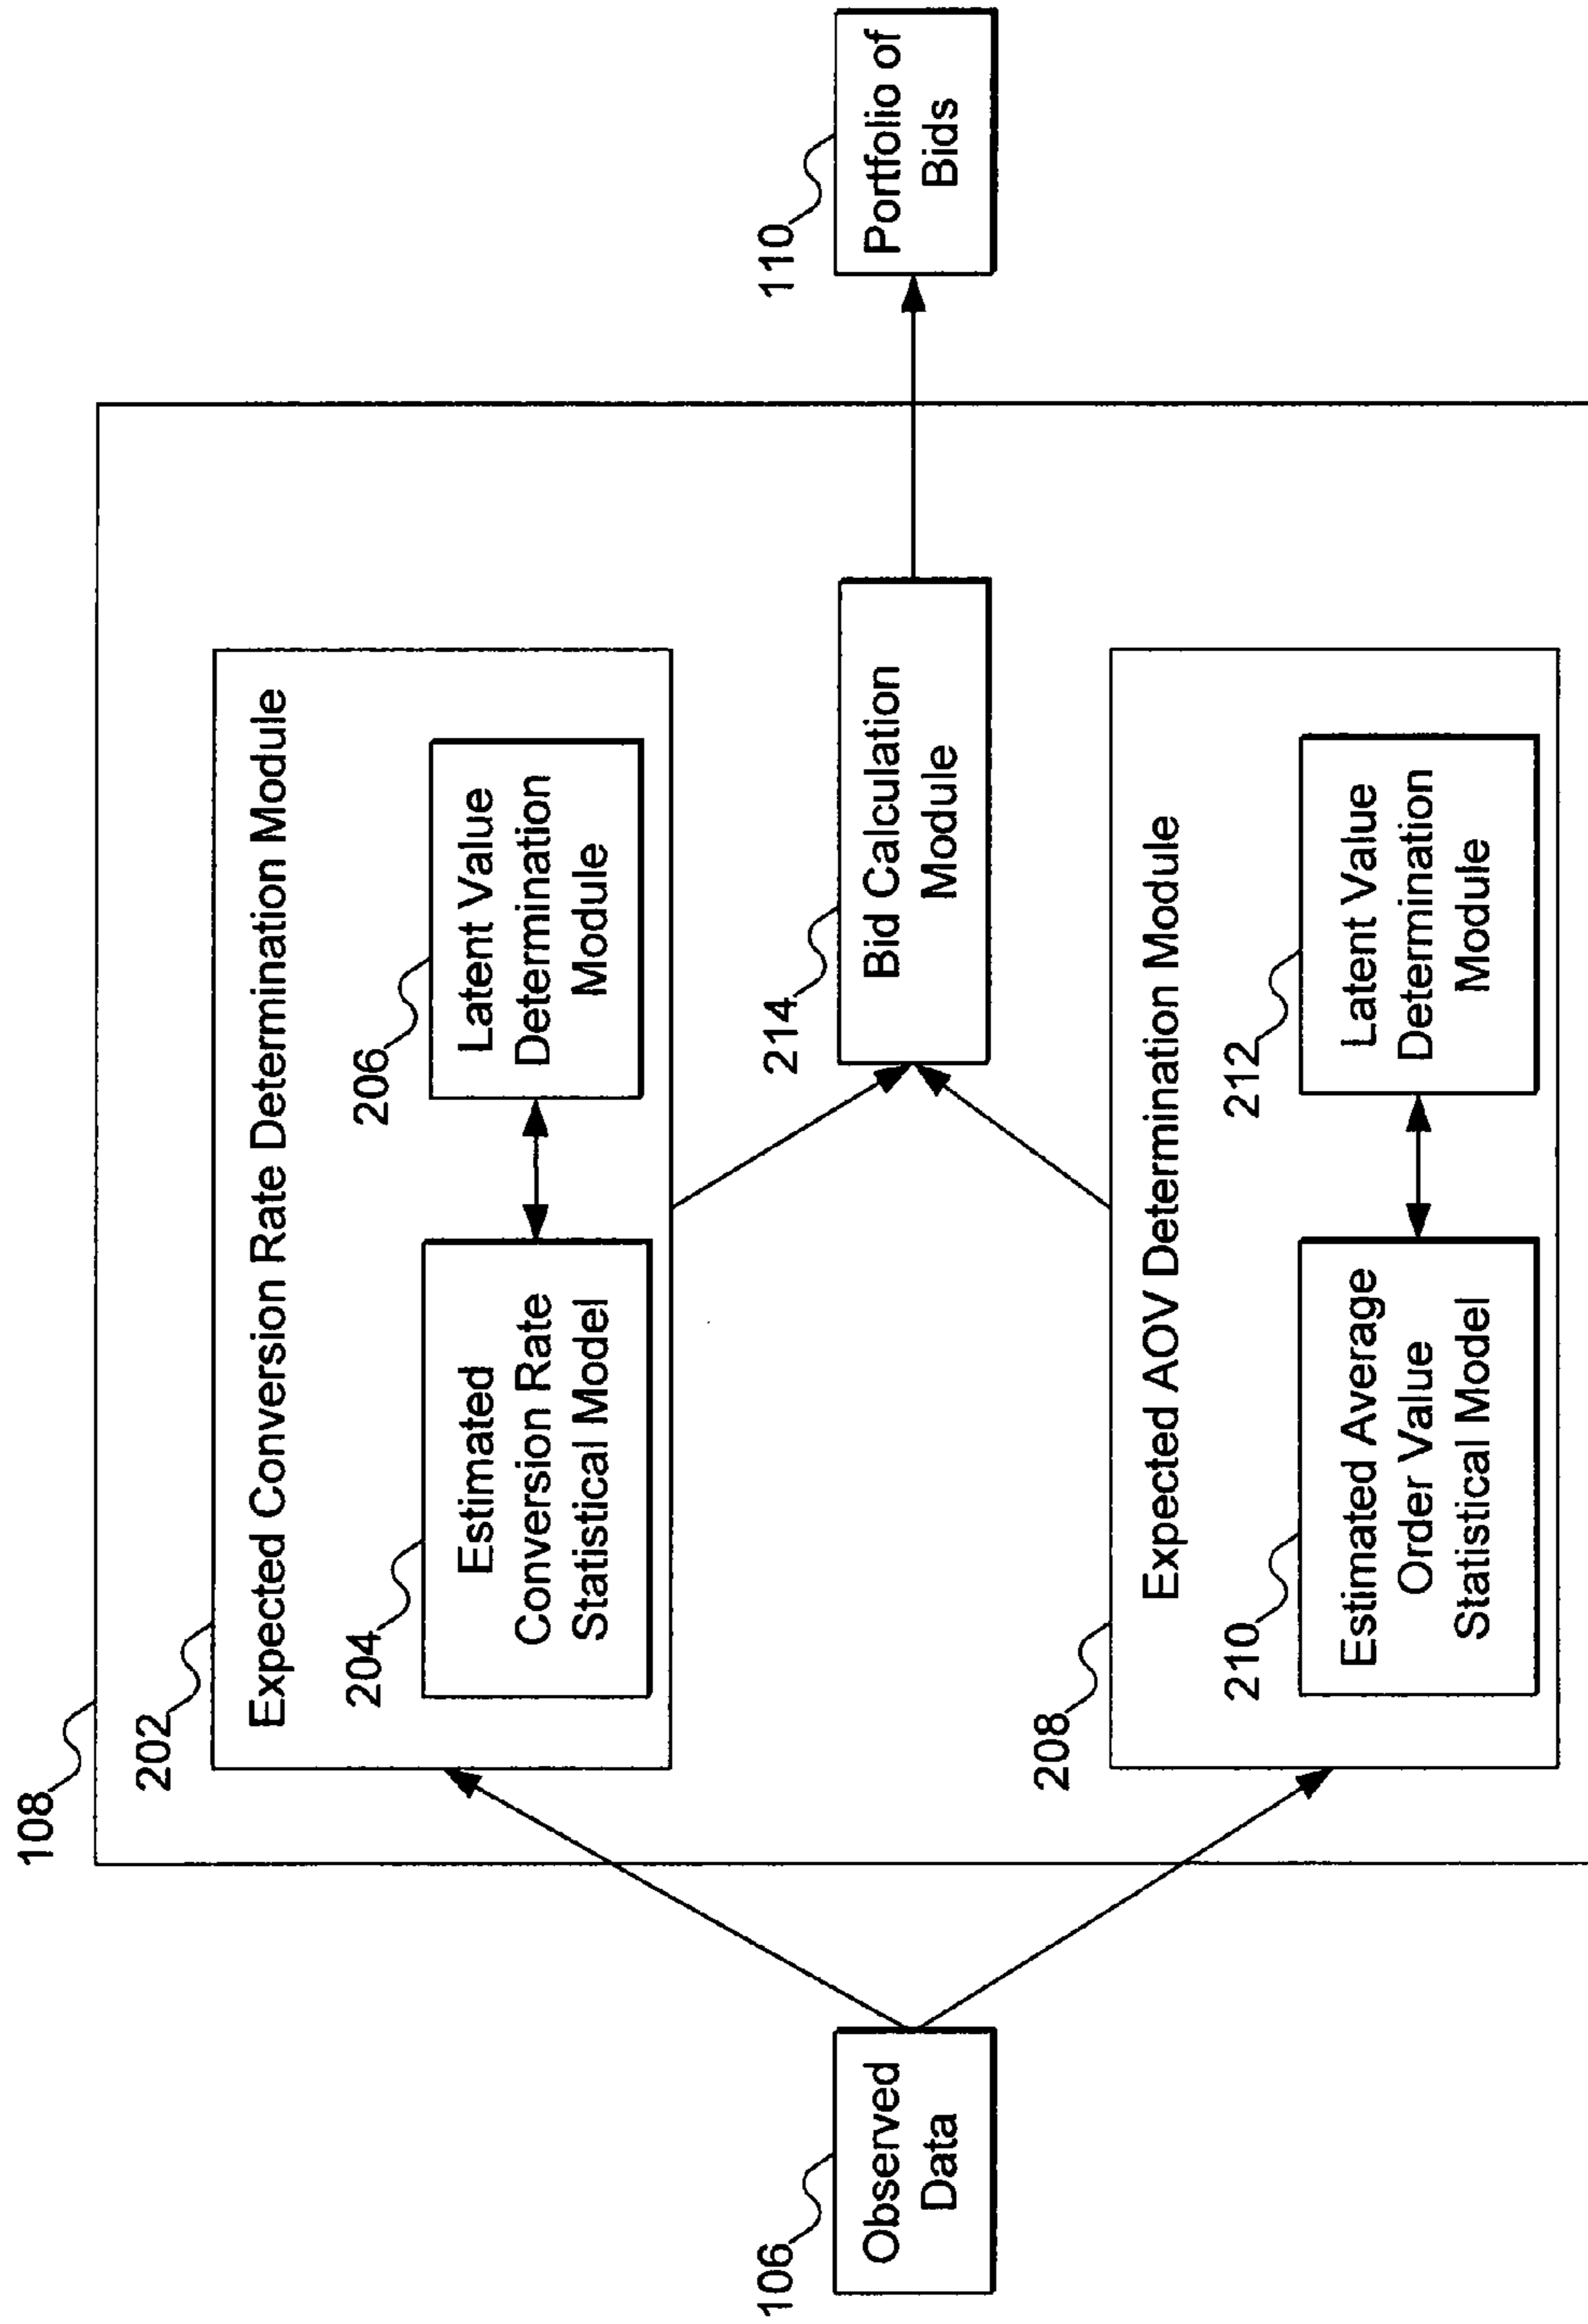 108
202
Expected Conversion Rate Determination Module
204
Estimated
Conversion Rate
Statistical Model
206
Latent Value
Determination
Module
106
Observed
Data
214
Bid Calculation
Module
110
Portfolio of
Bids
208
Expected AOV Determination Module
210
Estimated Average
Order Value
Statistical Model
212
Latent Value
Determination
Module